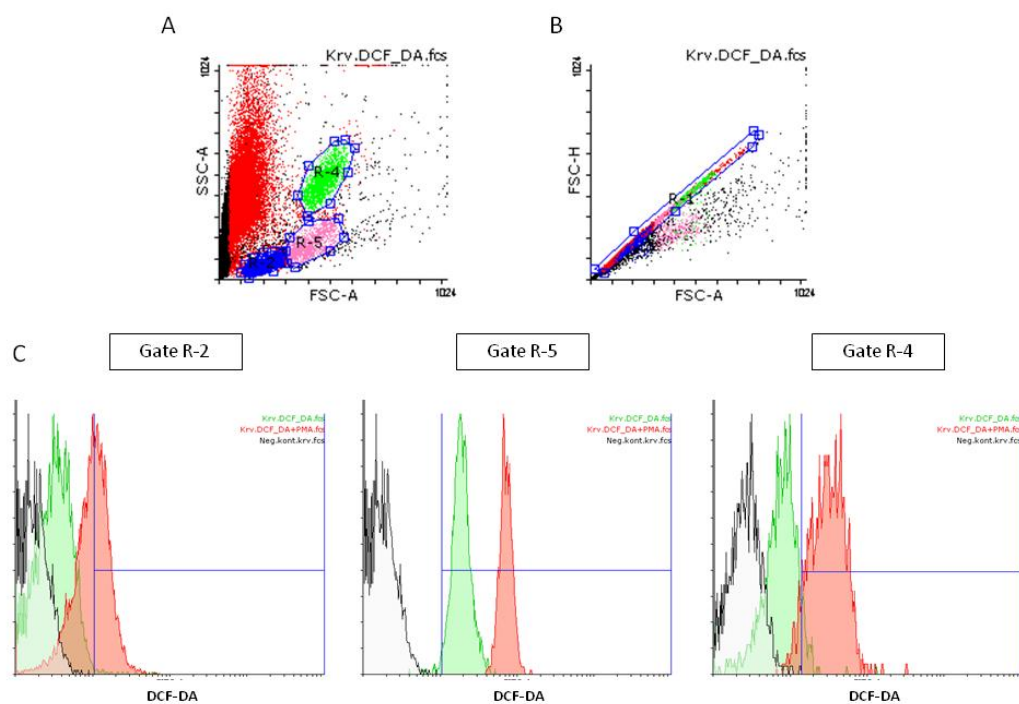 A
B
Krv.DCF_DA.fcs
Krv.DCF_DA.fcs
1024
1024
SSC-A
FSC-H
R-4
R-5
FSC-A
1024
FSC-A
1024
C
Gate R-2
Gate R-5
Gate R-4
Krv.DCF_DA.fcs
Krv.DCF_DA+PMA.fcs
Neg.kont.krv.fcs
Krv.DCF_DA.fcs
Krv.DCF_DA+PMA.fcs
Neg.kont.krv.fcs
Krv.DCF_DA.fcs
Krv.DCF_DA+PMA.fcs
Neg.kont.krv.fcs
DCF-DA
DCF-DA
DCF-DA